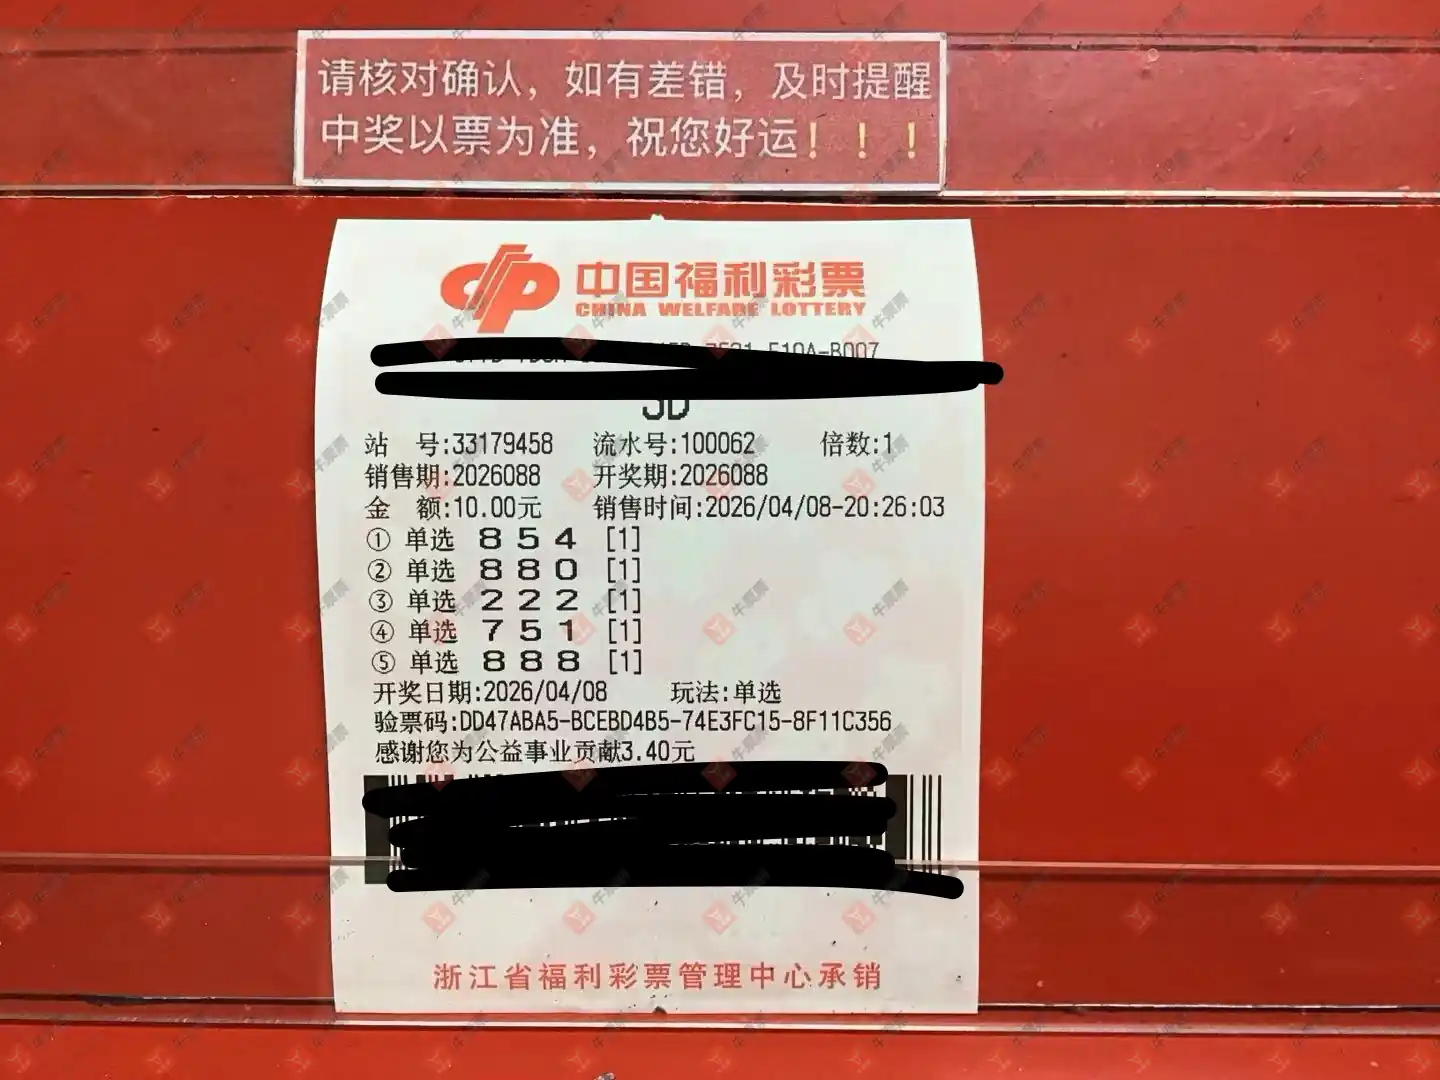 请核对确认，如有差错，及时提醒
中奖以票为准，祝您好运！！！
中国福利彩票
CHINA WELFARE LOTTERY
E10A-B007
3D
站 号:33179458 流水号:100062 倍数:1
销售期:2026088 开奖期:2026088
金 额:10.00元 销售时间:2026/04/08-20:26:03
① 单选 8 5 4 [1]
② 单选 8 8 0 [1]
③ 单选 2 2 2 [1]
④ 单选 7 5 1 [1]
⑤ 单选 8 8 8 [1]
开奖日期:2026/04/08 玩法:单选
验票码:DD47ABA5-BCEBD4B5-74E3FC15-8F11C356
感谢您为公益事业贡献3.40元
浙江省福利彩票管理中心承销
牛票票